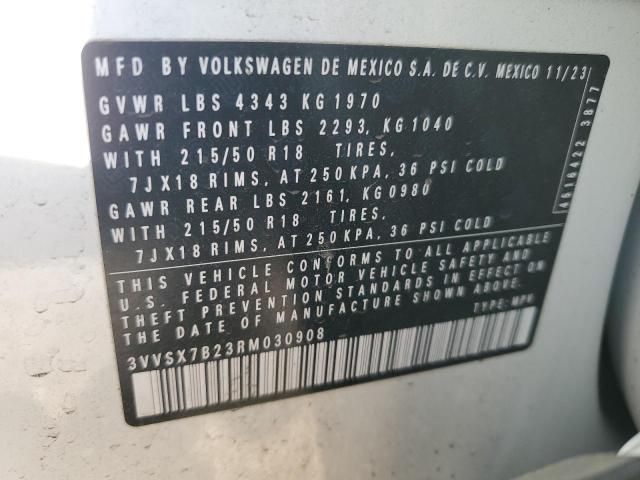 MFD BY VOLKSWAGEN DE MEXICO S.A. DE C.V. MEXICO 11/23
GVWR LBS 4343 KG 1970
GAWR FRONT LBS 2293, KG 1040
WITH 215/50 R18 TIRES,
7JX18 RIMS, AT 250 KPA, 36 PSI COLD
GAWR REAR LBS 2161, KG0980
WITH 215/50 R18 TIRES,
7JX18 RIMS, AT 250 KPA, 36 PSI COLD
THIS VEHICLE CONFORMS TO ALL APPLICABLE
U.S. FEDERAL MOTOR VEHICLE SAFETY AND
THEFT PREVENTION STANDARDS IN EFFECT ON
THE DATE OF MANUFACTURE SHOWN ABOVE.
TYPE: MPV
3VVSX7B23RM030908
3877